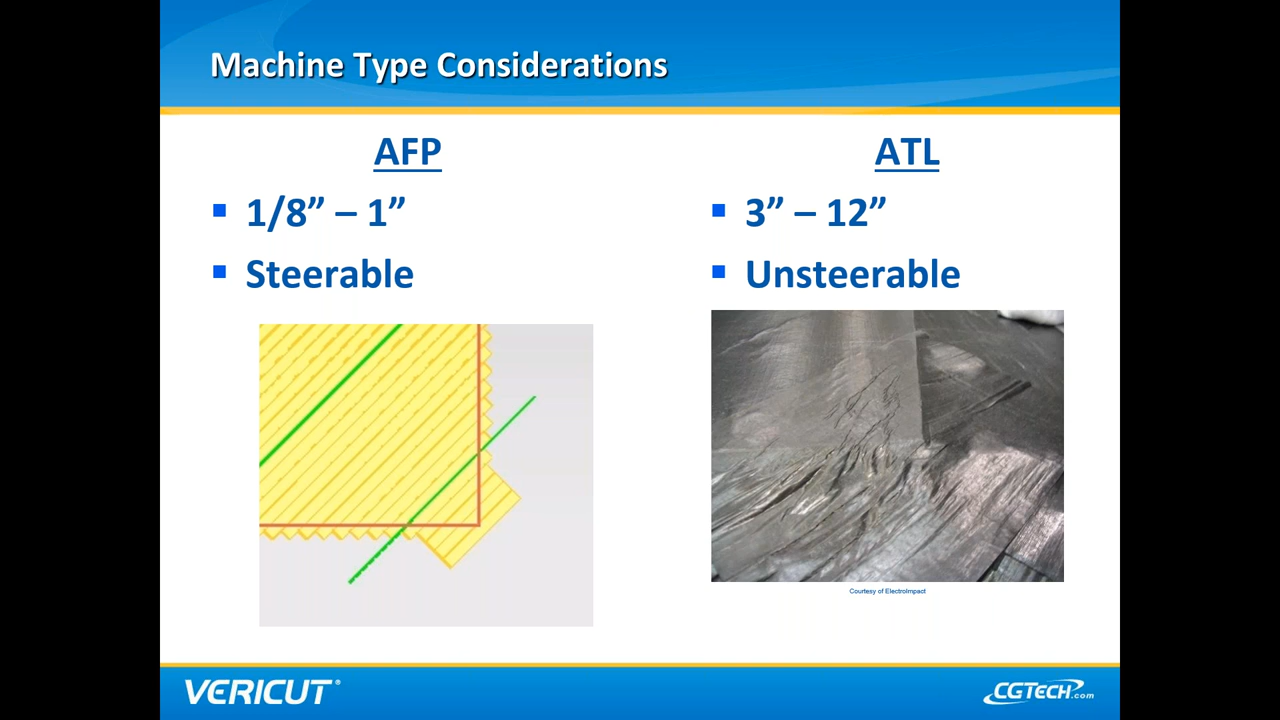 Machine Type Considerations
AFP
1/8” – 1”
Steerable
ATL
3” – 12”
Unsteerable
Courtesy of ElectroImpact
VERICUT®
CGTECH.com